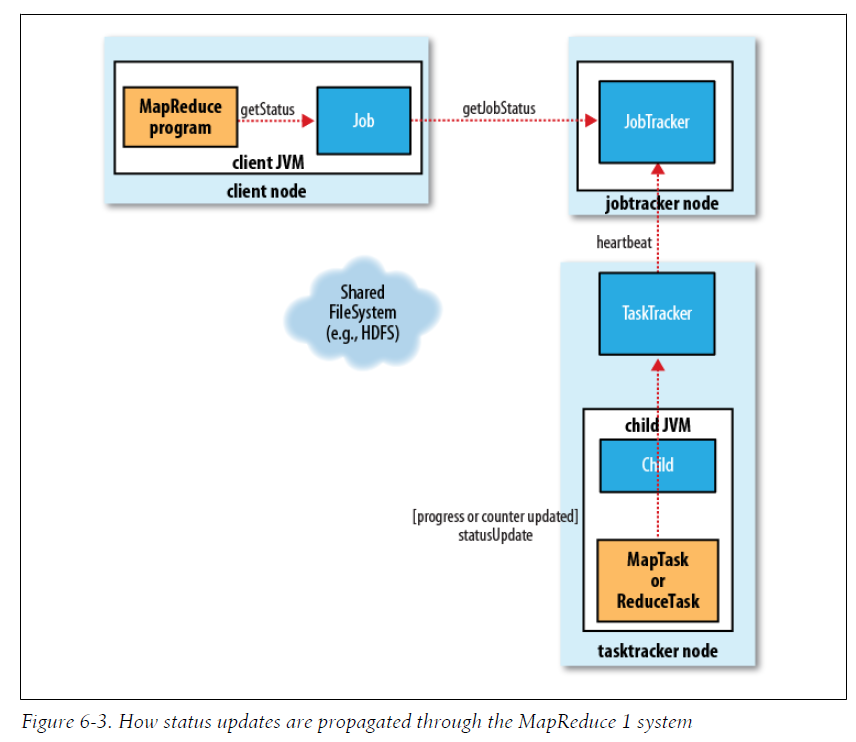 MapReduce
program
getStatus
Job
client JVM
client node
getJobStatus
JobTracker
jobtracker node
heartbeat
Shared
FileSystem
(e.g., HDFS)
TaskTracker
child JVM
Child
[progress or counter updated]
statusUpdate
MapTask
or
ReduceTask
tasktracker node
Figure 6-3. How status updates are propagated through the MapReduce 1 system